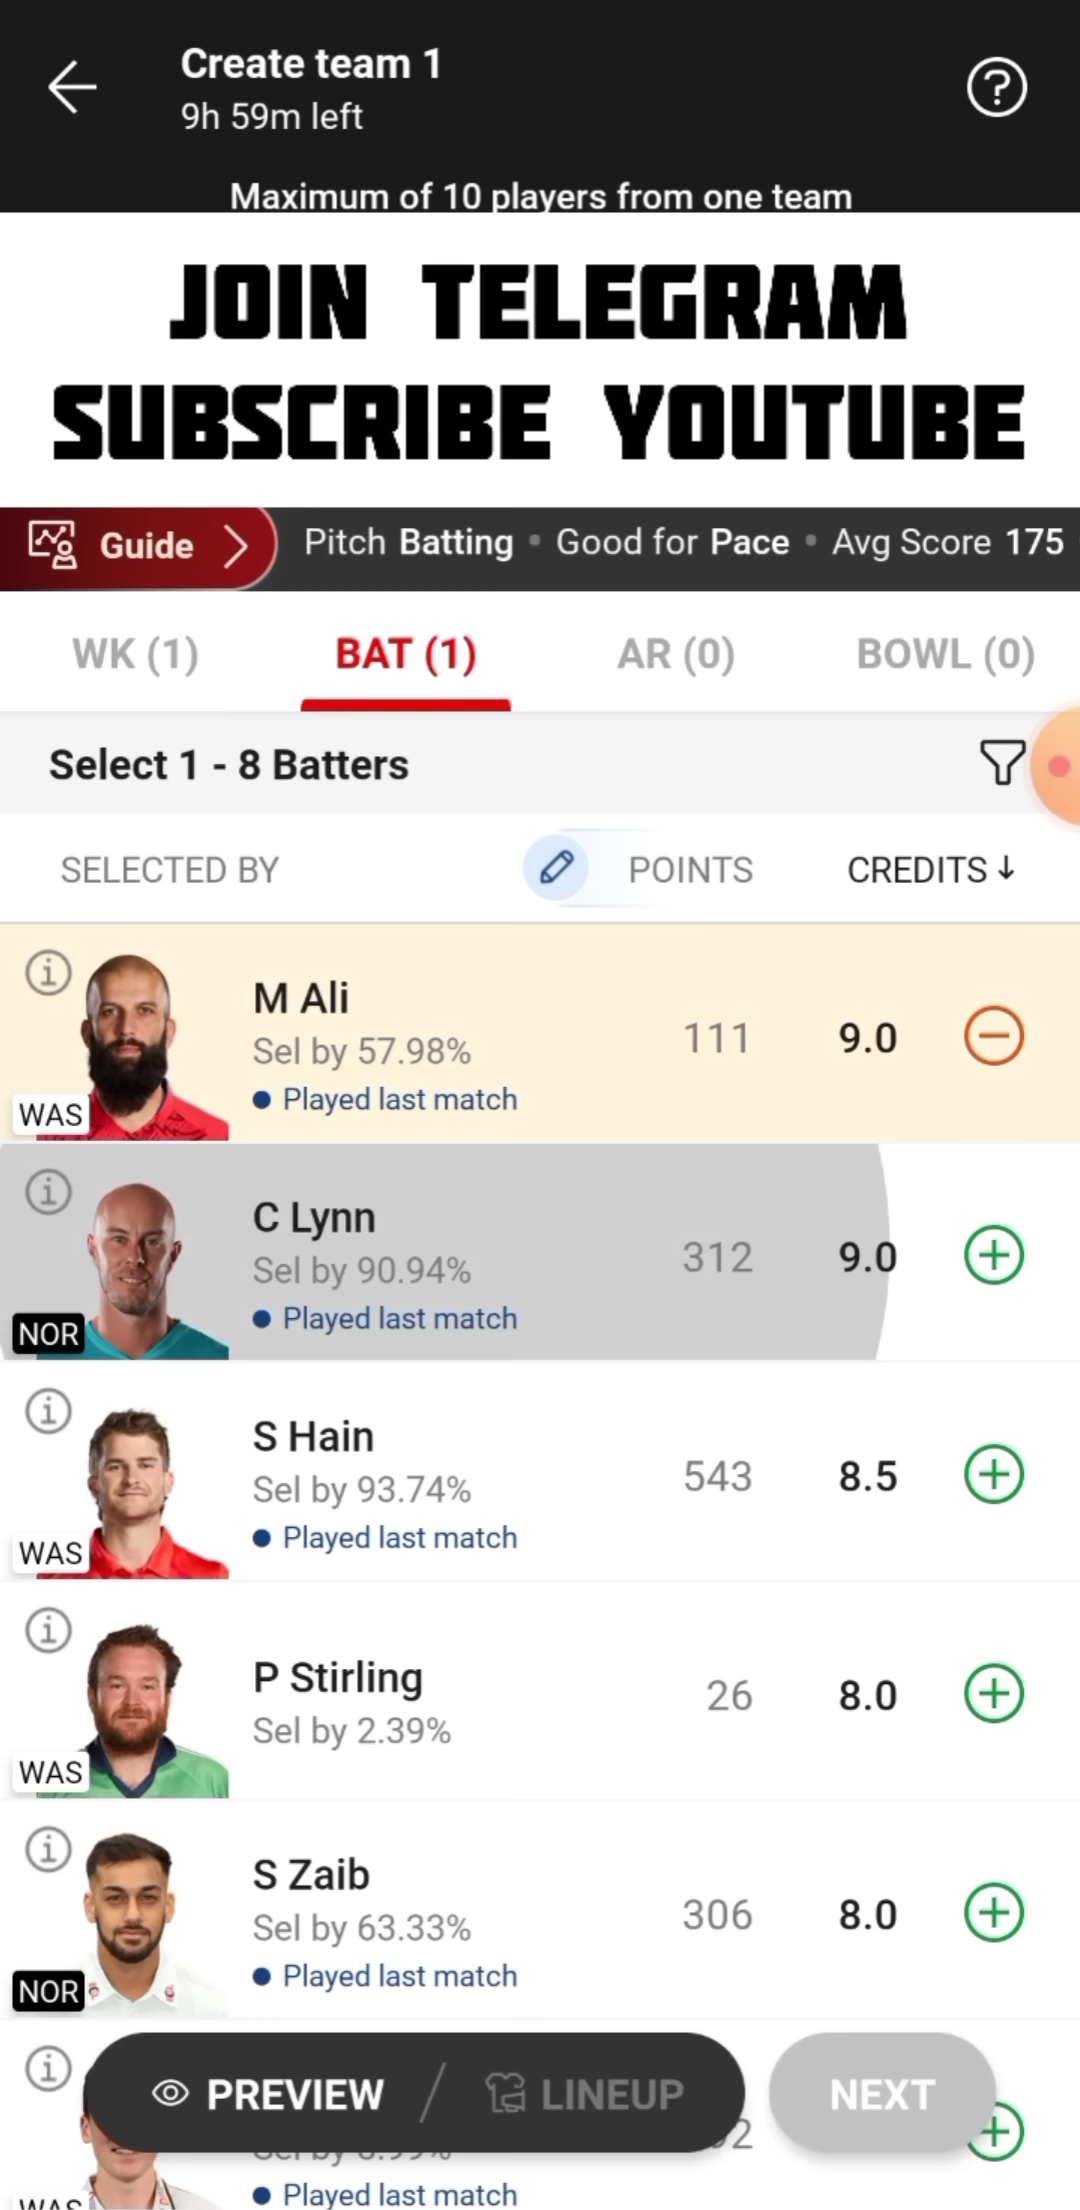 Create team 1
9h 59m left
Maximum of 10 players from one team
JOIN TELEGRAM
SUBSCRIBE YOUTUBE
Guide
Pitch Batting • Good for Pace • Avg Score 175
WK (1) BAT (1) AR (0) BOWL (0)
Select 1 - 8 Batters
SELECTED BY POINTS CREDITS ↓
M Ali
Sel by 57.98%
111 9.0
Played last match
WAS
C Lynn
Sel by 90.94%
312 9.0
Played last match
NOR
S Hain
Sel by 93.74%
543 8.5
Played last match
WAS
P Stirling
Sel by 2.39%
26 8.0
WAS
S Zaib
Sel by 63.33%
306 8.0
Played last match
NOR
PREVIEW / LINEUP NEXT
Sel by
Played last match
WAS